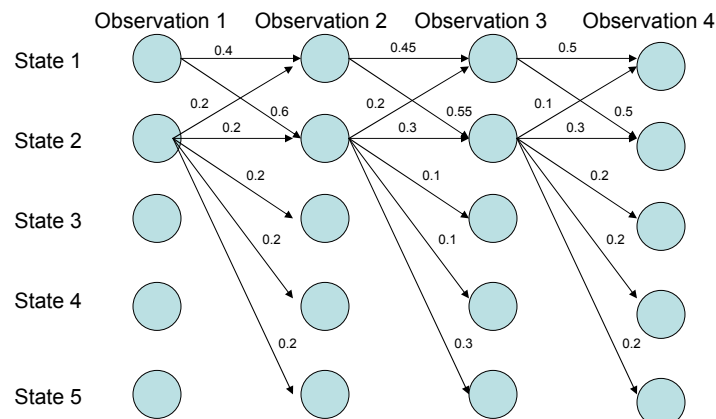 Observation 1 Observation 2 Observation 3 Observation 4
State 1
0.4 0.45 0.5
0.2 0.6 0.2 0.55 0.1 0.5
State 2
0.2 0.3 0.3
0.2 0.1 0.2
State 3
0.2 0.1 0.2
State 4
0.2 0.3 0.2
State 5